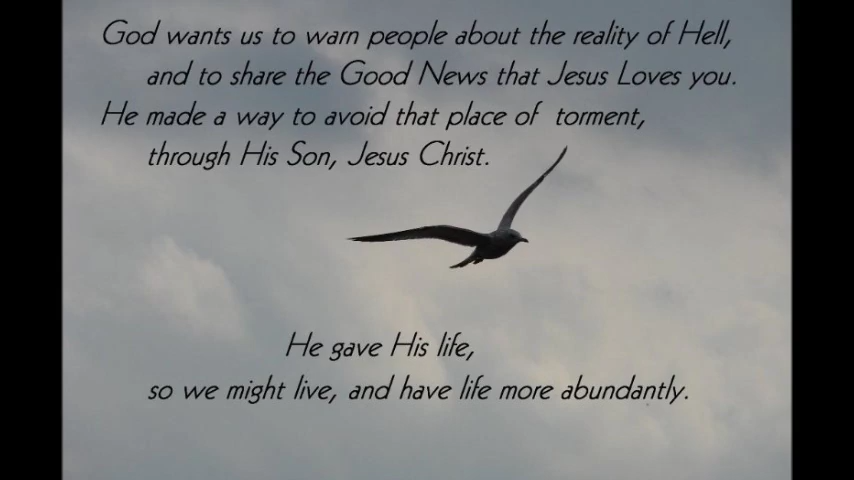 God wants us to warn people about the reality of Hell,
and to share the Good News that Jesus Loves you.
He made a way to avoid that place of torment,
through His Son, Jesus Christ.
He gave His life,
so we might live, and have life more abundantly.